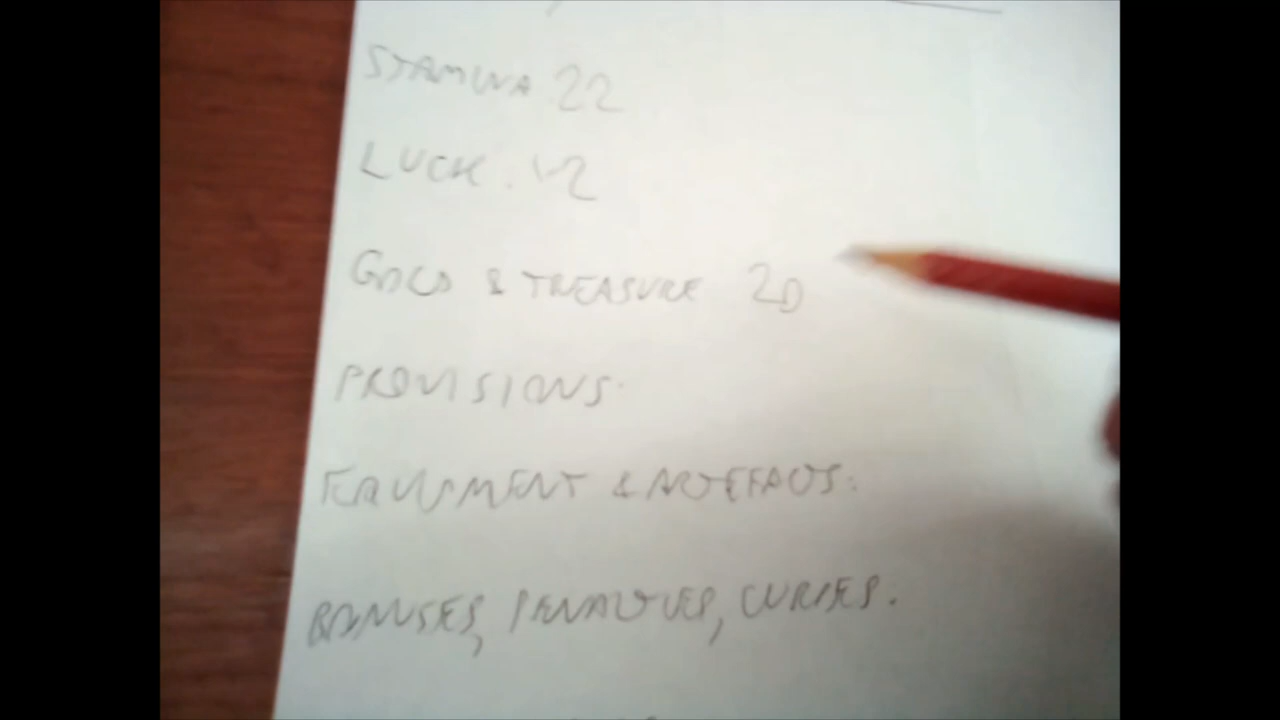 STAMINA 22
LUCK . 12
GOLD & TREASURE 20
PROVISIONS.
EQUIPMENT & ARTEFACTS:
BONUSES, PENALTIES, CURSES.